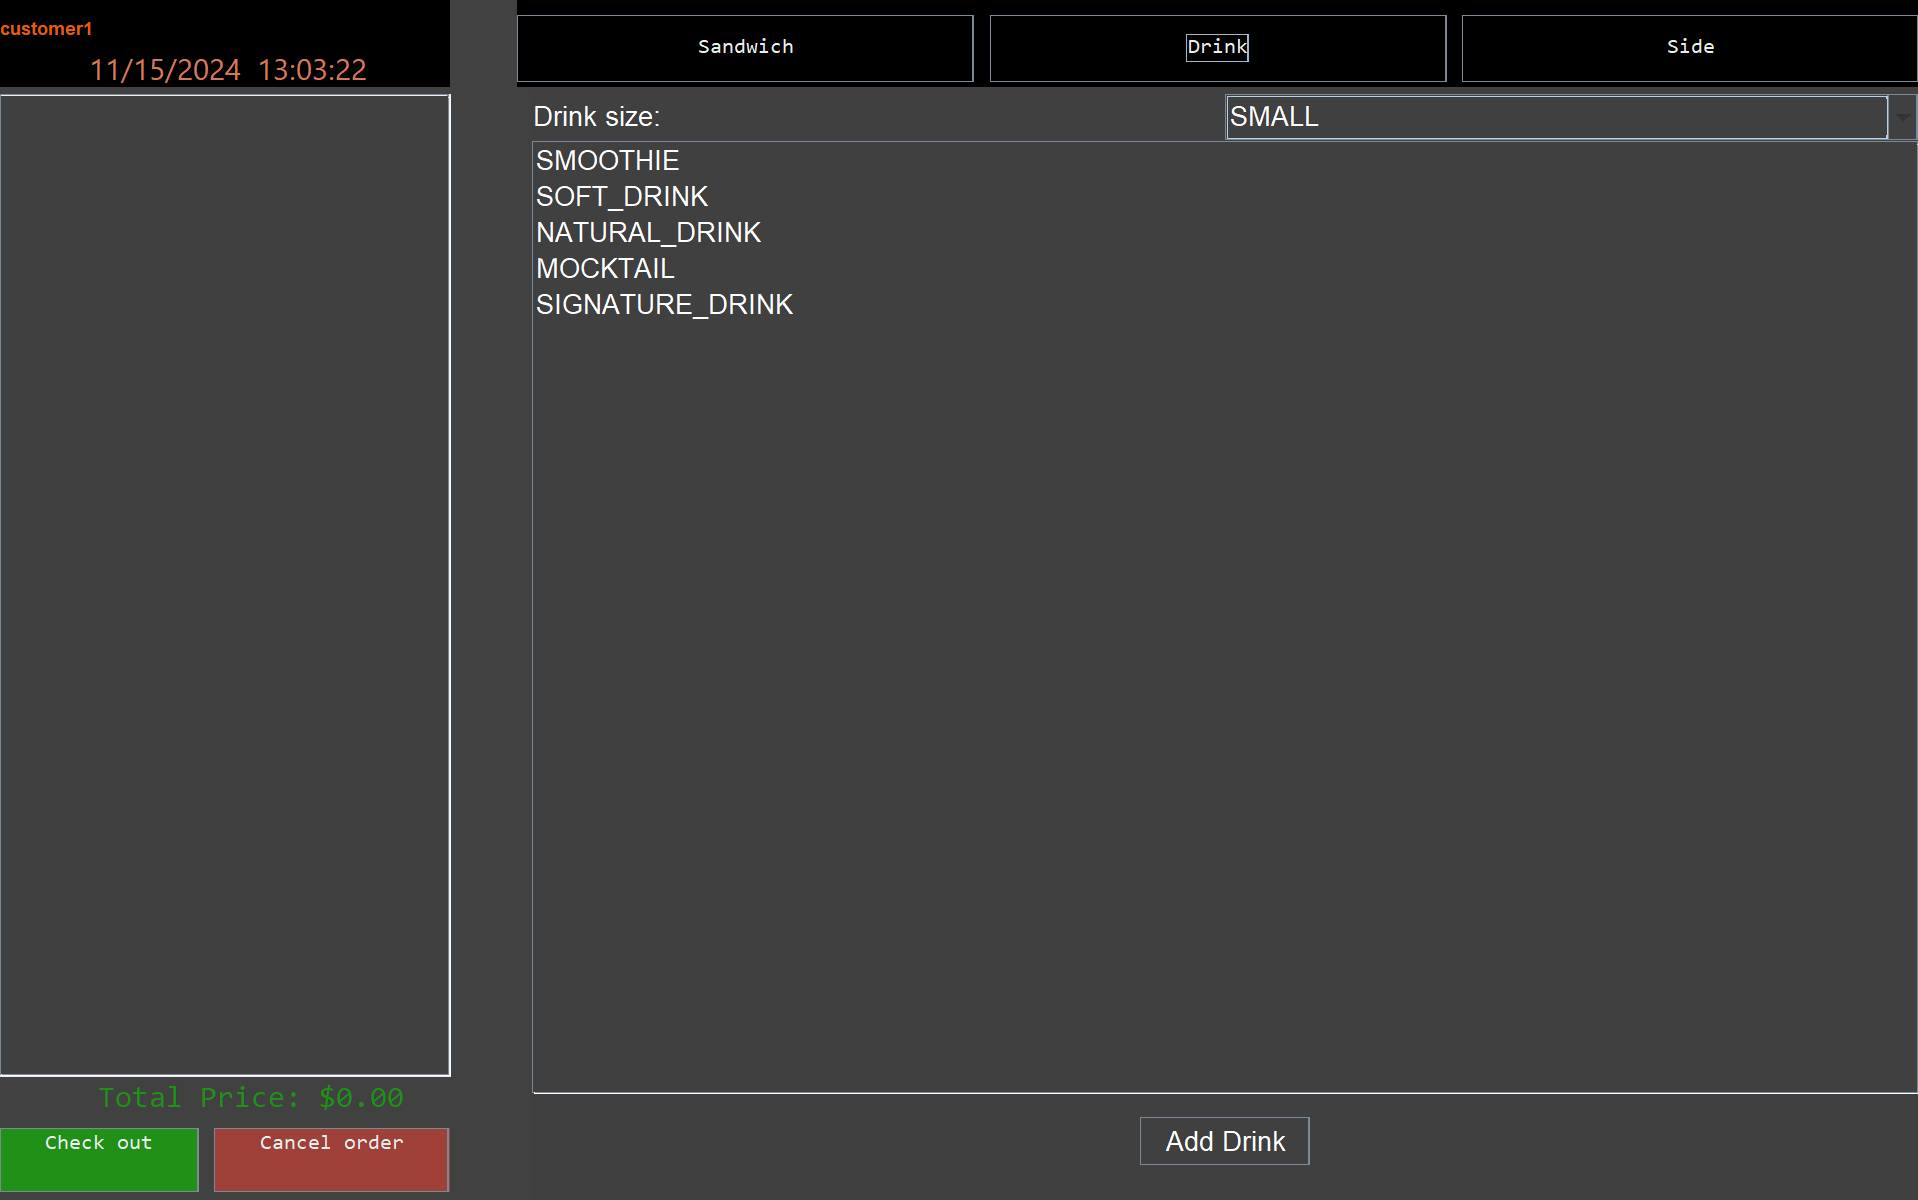 customer1
11/15/2024 13:03:22
Sandwich
Drink
Side
Drink size:
SMALL
SMOOTHIE
SOFT_DRINK
NATURAL_DRINK
MOCKTAIL
SIGNATURE_DRINK
Total Price: $0.00
Check out
Cancel order
Add Drink